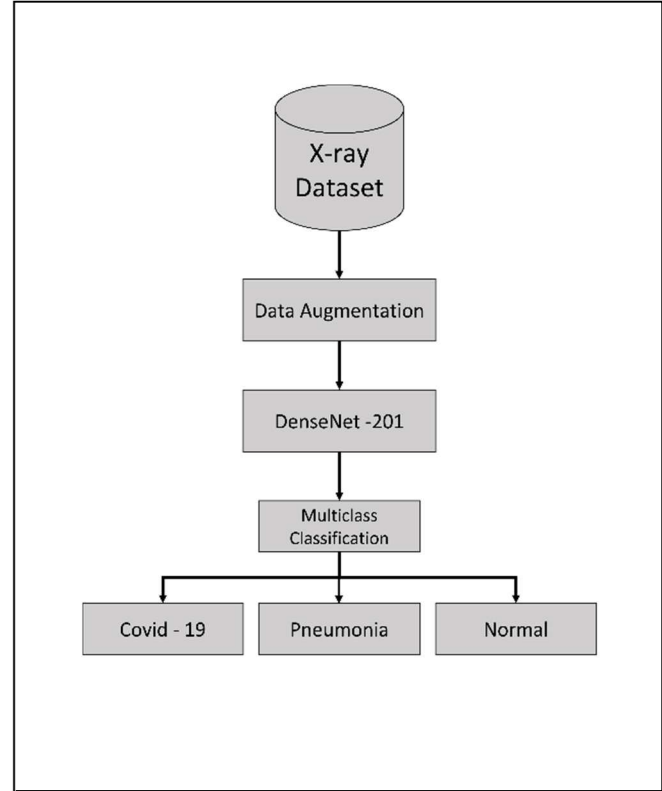 X-ray
Dataset
Data Augmentation
DenseNet -201
Multiclass
Classification
Covid - 19
Pneumonia
Normal